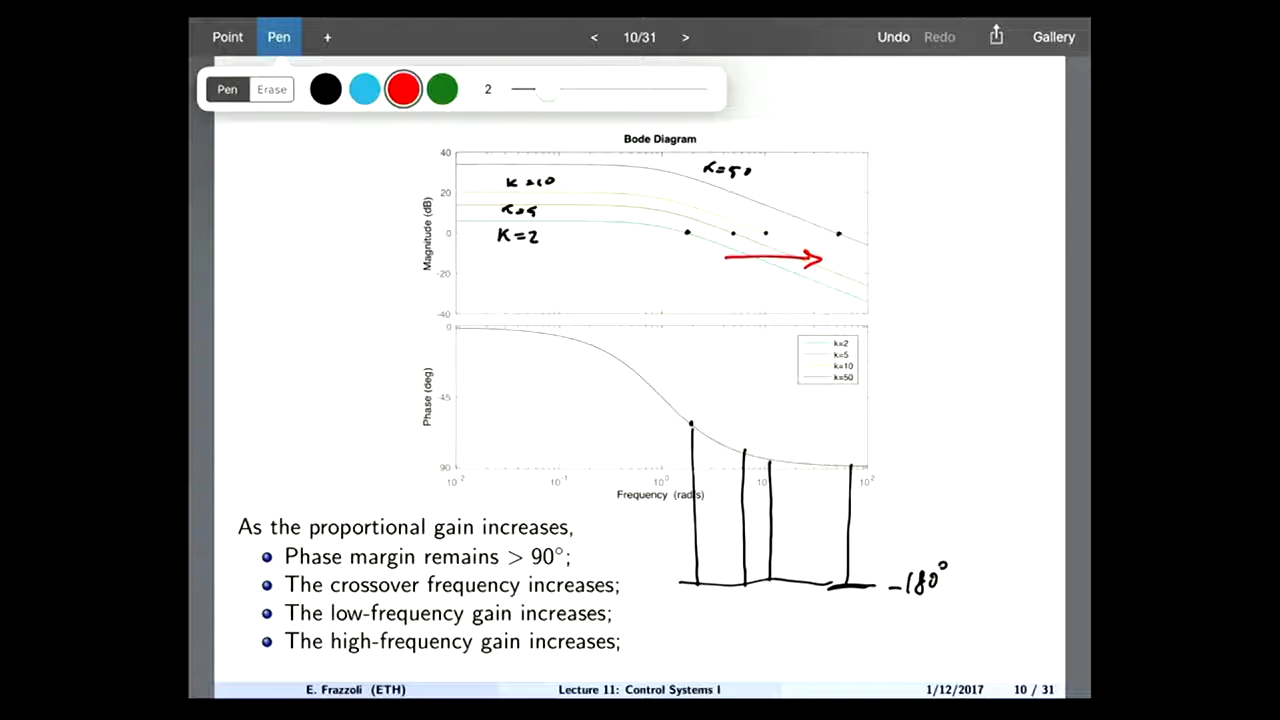 Point Pen + < 10/31 > Undo Redo Gallery
Pen Erase 2
Bode Diagram
40
20
0
-20
-40
Magnitude (dB)
K=50
K=10
K=5
K=2
0
-45
90
Phase (deg)
k=2
k=5
k=10
k=50
10^-2 10^-1 10^0 10^1 10^2
Frequency (rad/s)
-180°
As the proportional gain increases,
Phase margin remains > 90°;
The crossover frequency increases;
The low-frequency gain increases;
The high-frequency gain increases;
E. Frazzoli (ETH) Lecture 11: Control Systems I 1/12/2017 10 / 31